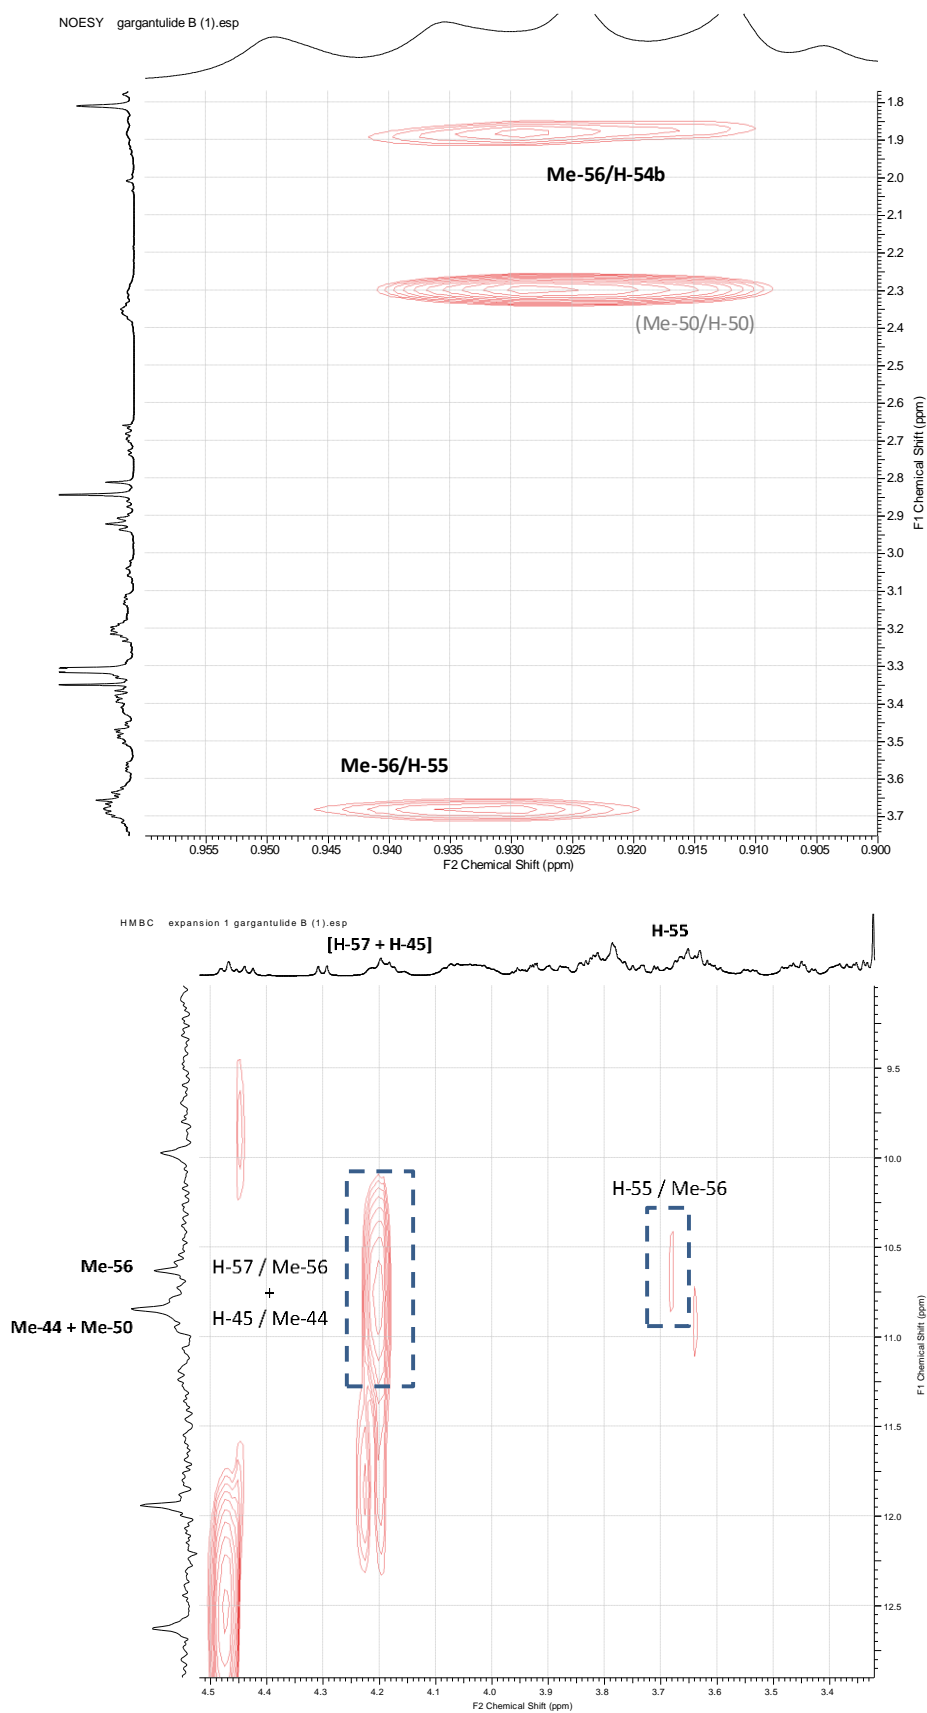 NOESY gargantulide B (1).esp
1.8
1.9
2.0
Me-56/H-54b
2.1
2.2
2.3
(Me-50/H-50)
2.4
2.5
2.6
2.7
2.8
2.9
3.0
3.1
3.2
3.3
3.4
3.5
Me-56/H-55
3.6
3.7
F1 Chemical Shift (ppm)
0.955 0.950 0.945 0.940 0.935 0.930 0.925 0.920 0.915 0.910 0.905 0.900
F2 Chemical Shift (ppm)
HMBC expansion 1 gargantulide B (1).esp
[H-57 + H-45]
H-55
9.5
10.0
H-55 / Me-56
10.5
Me-56
H-57 / Me-56
+
H-45 / Me-44
Me-44 + Me-50
11.0
11.5
12.0
12.5
F1 Chemical Shift (ppm)
4.5 4.4 4.3 4.2 4.1 4.0 3.9 3.8 3.7 3.6 3.5 3.4
F2 Chemical Shift (ppm)